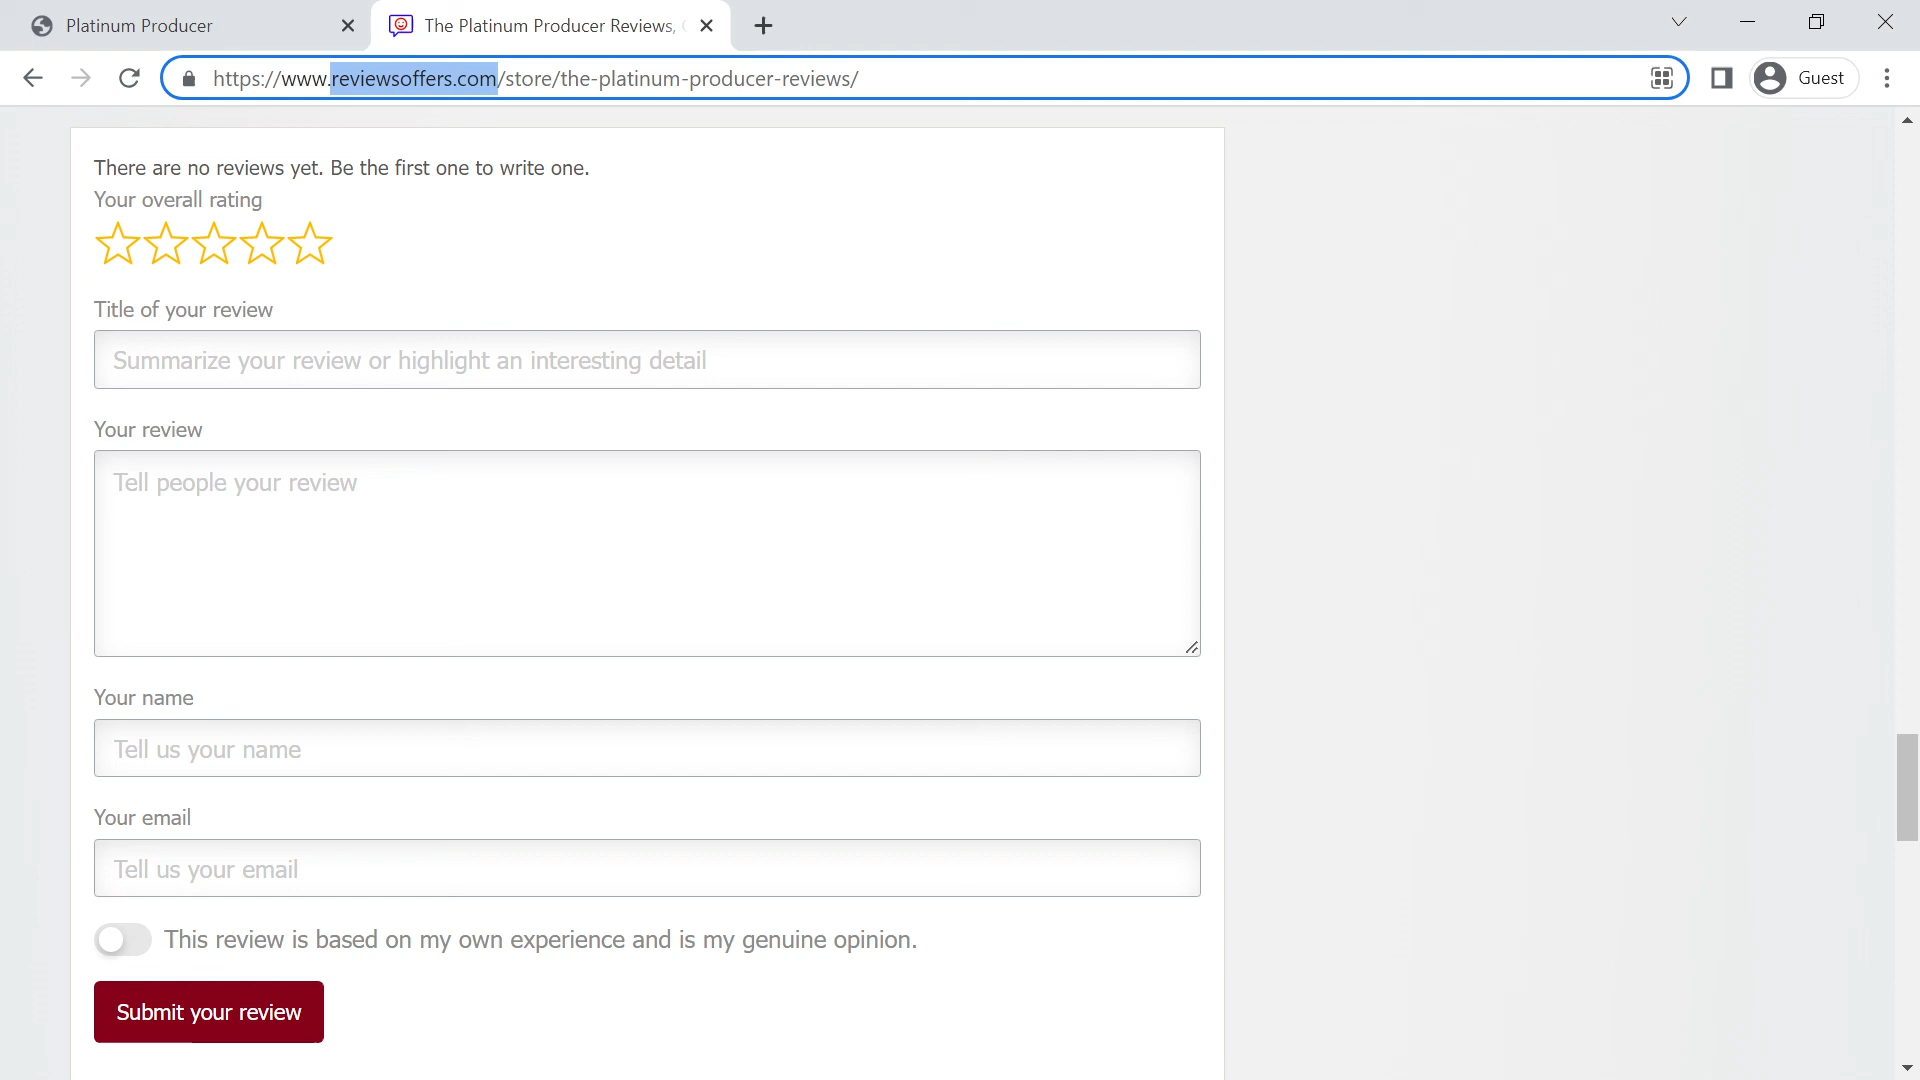 Platinum Producer
The Platinum Producer Reviews,
https://www.reviewsoffers.com/store/the-platinum-producer-reviews/
Guest
There are no reviews yet. Be the first one to write one.
Your overall rating
Title of your review
Summarize your review or highlight an interesting detail
Your review
Tell people your review
Your name
Tell us your name
Your email
Tell us your email
This review is based on my own experience and is my genuine opinion.
Submit your review